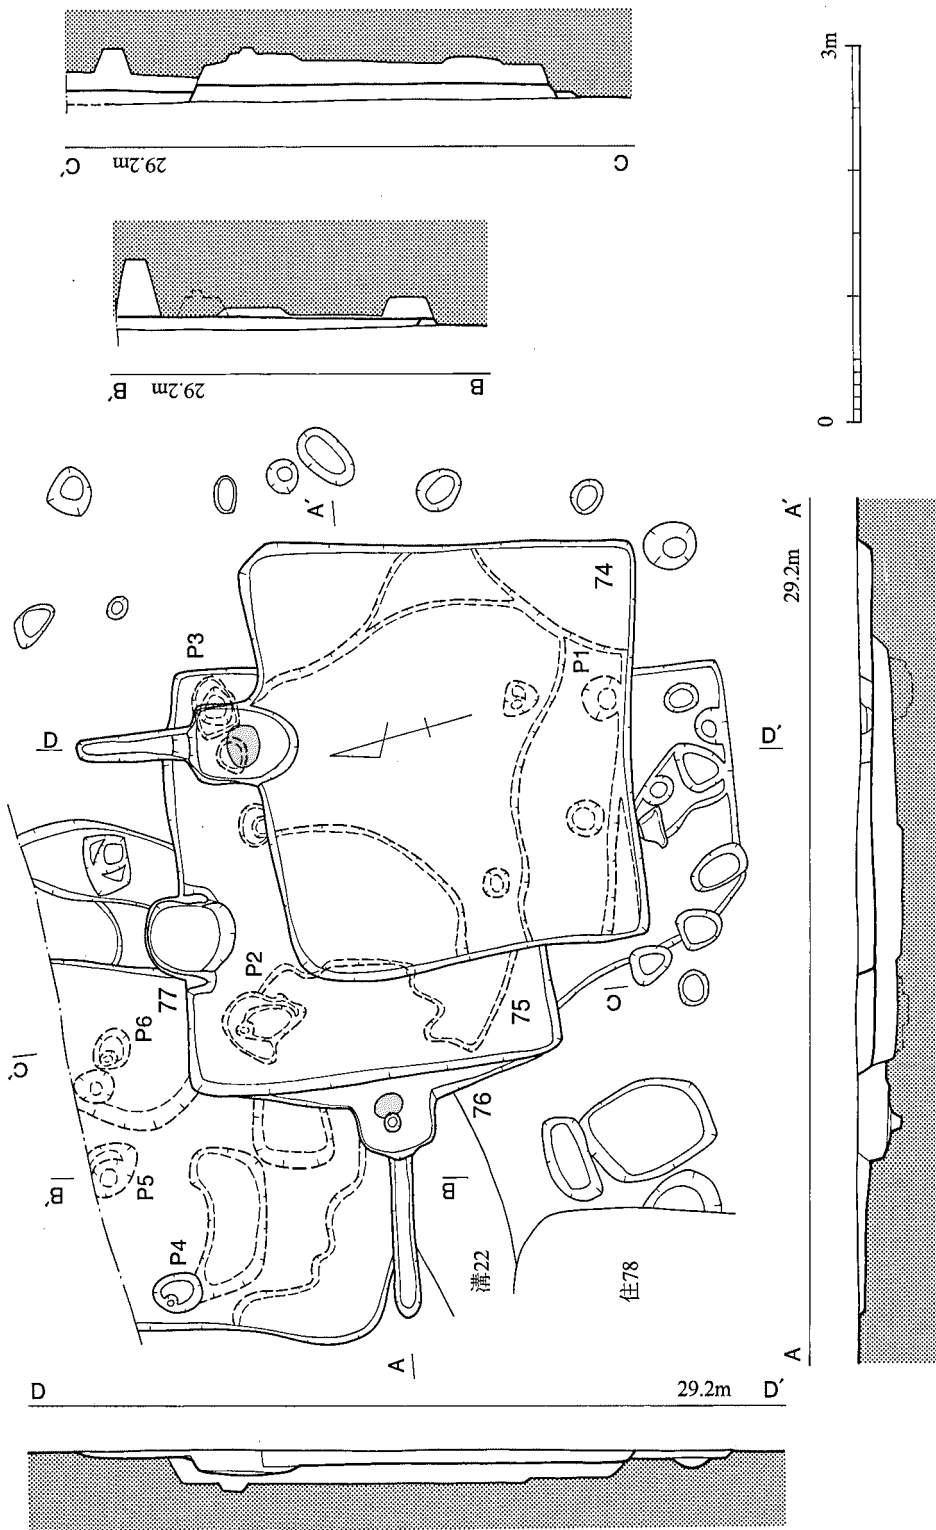 C´ 29.2m C
3m
0
B´ 29.2m B
A´
74
P3
P1
D
D´
P2
75
77
P6
C
C´
76
P5
B´
B
P4
溝22
住78
A
A 29.2m A´
D 29.2m D´